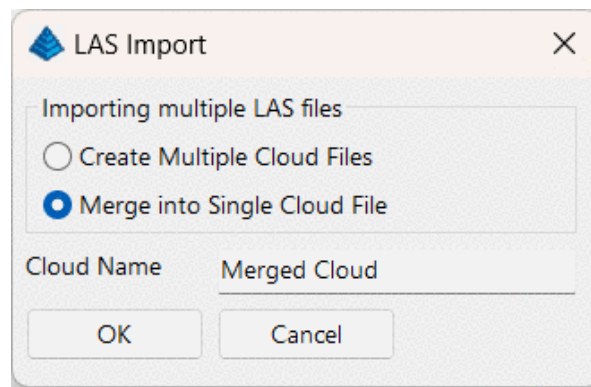 LAS Import
Importing multiple LAS files
Create Multiple Cloud Files
Merge into Single Cloud File
Cloud Name Merged Cloud
OK Cancel